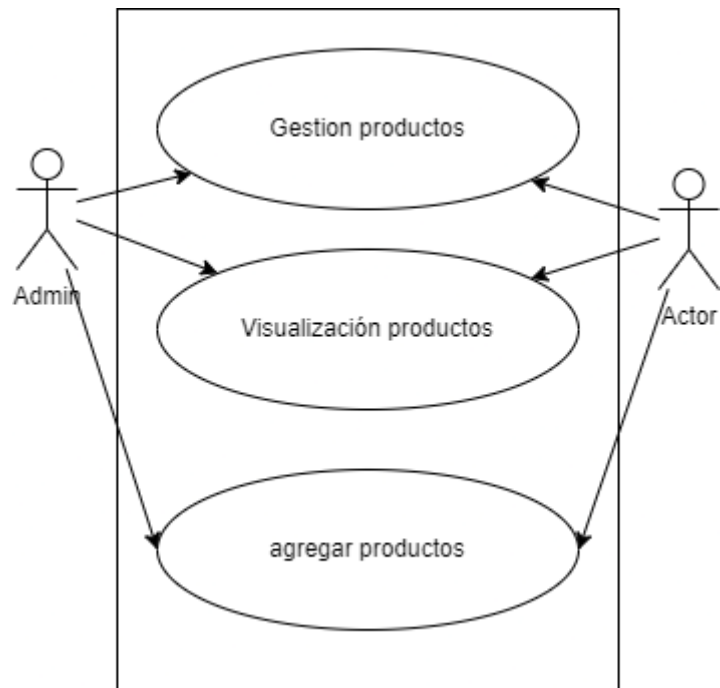 Gestion productos
Admin
Visualización productos
Actor
agregar productos